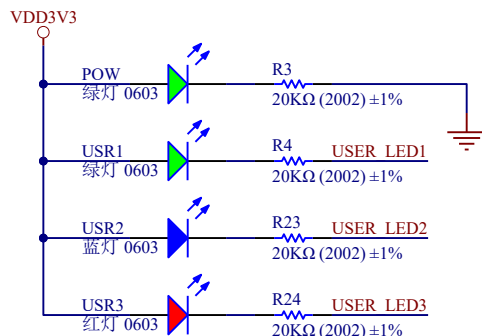 VDD3V3
POW
绿灯 0603
R3
20KΩ (2002) ±1%
USR1
绿灯 0603
R4
20KΩ (2002) ±1%
USER_LED1
USR2
蓝灯 0603
R23
20KΩ (2002) ±1%
USER_LED2
USR3
红灯 0603
R24
20KΩ (2002) ±1%
USER_LED3